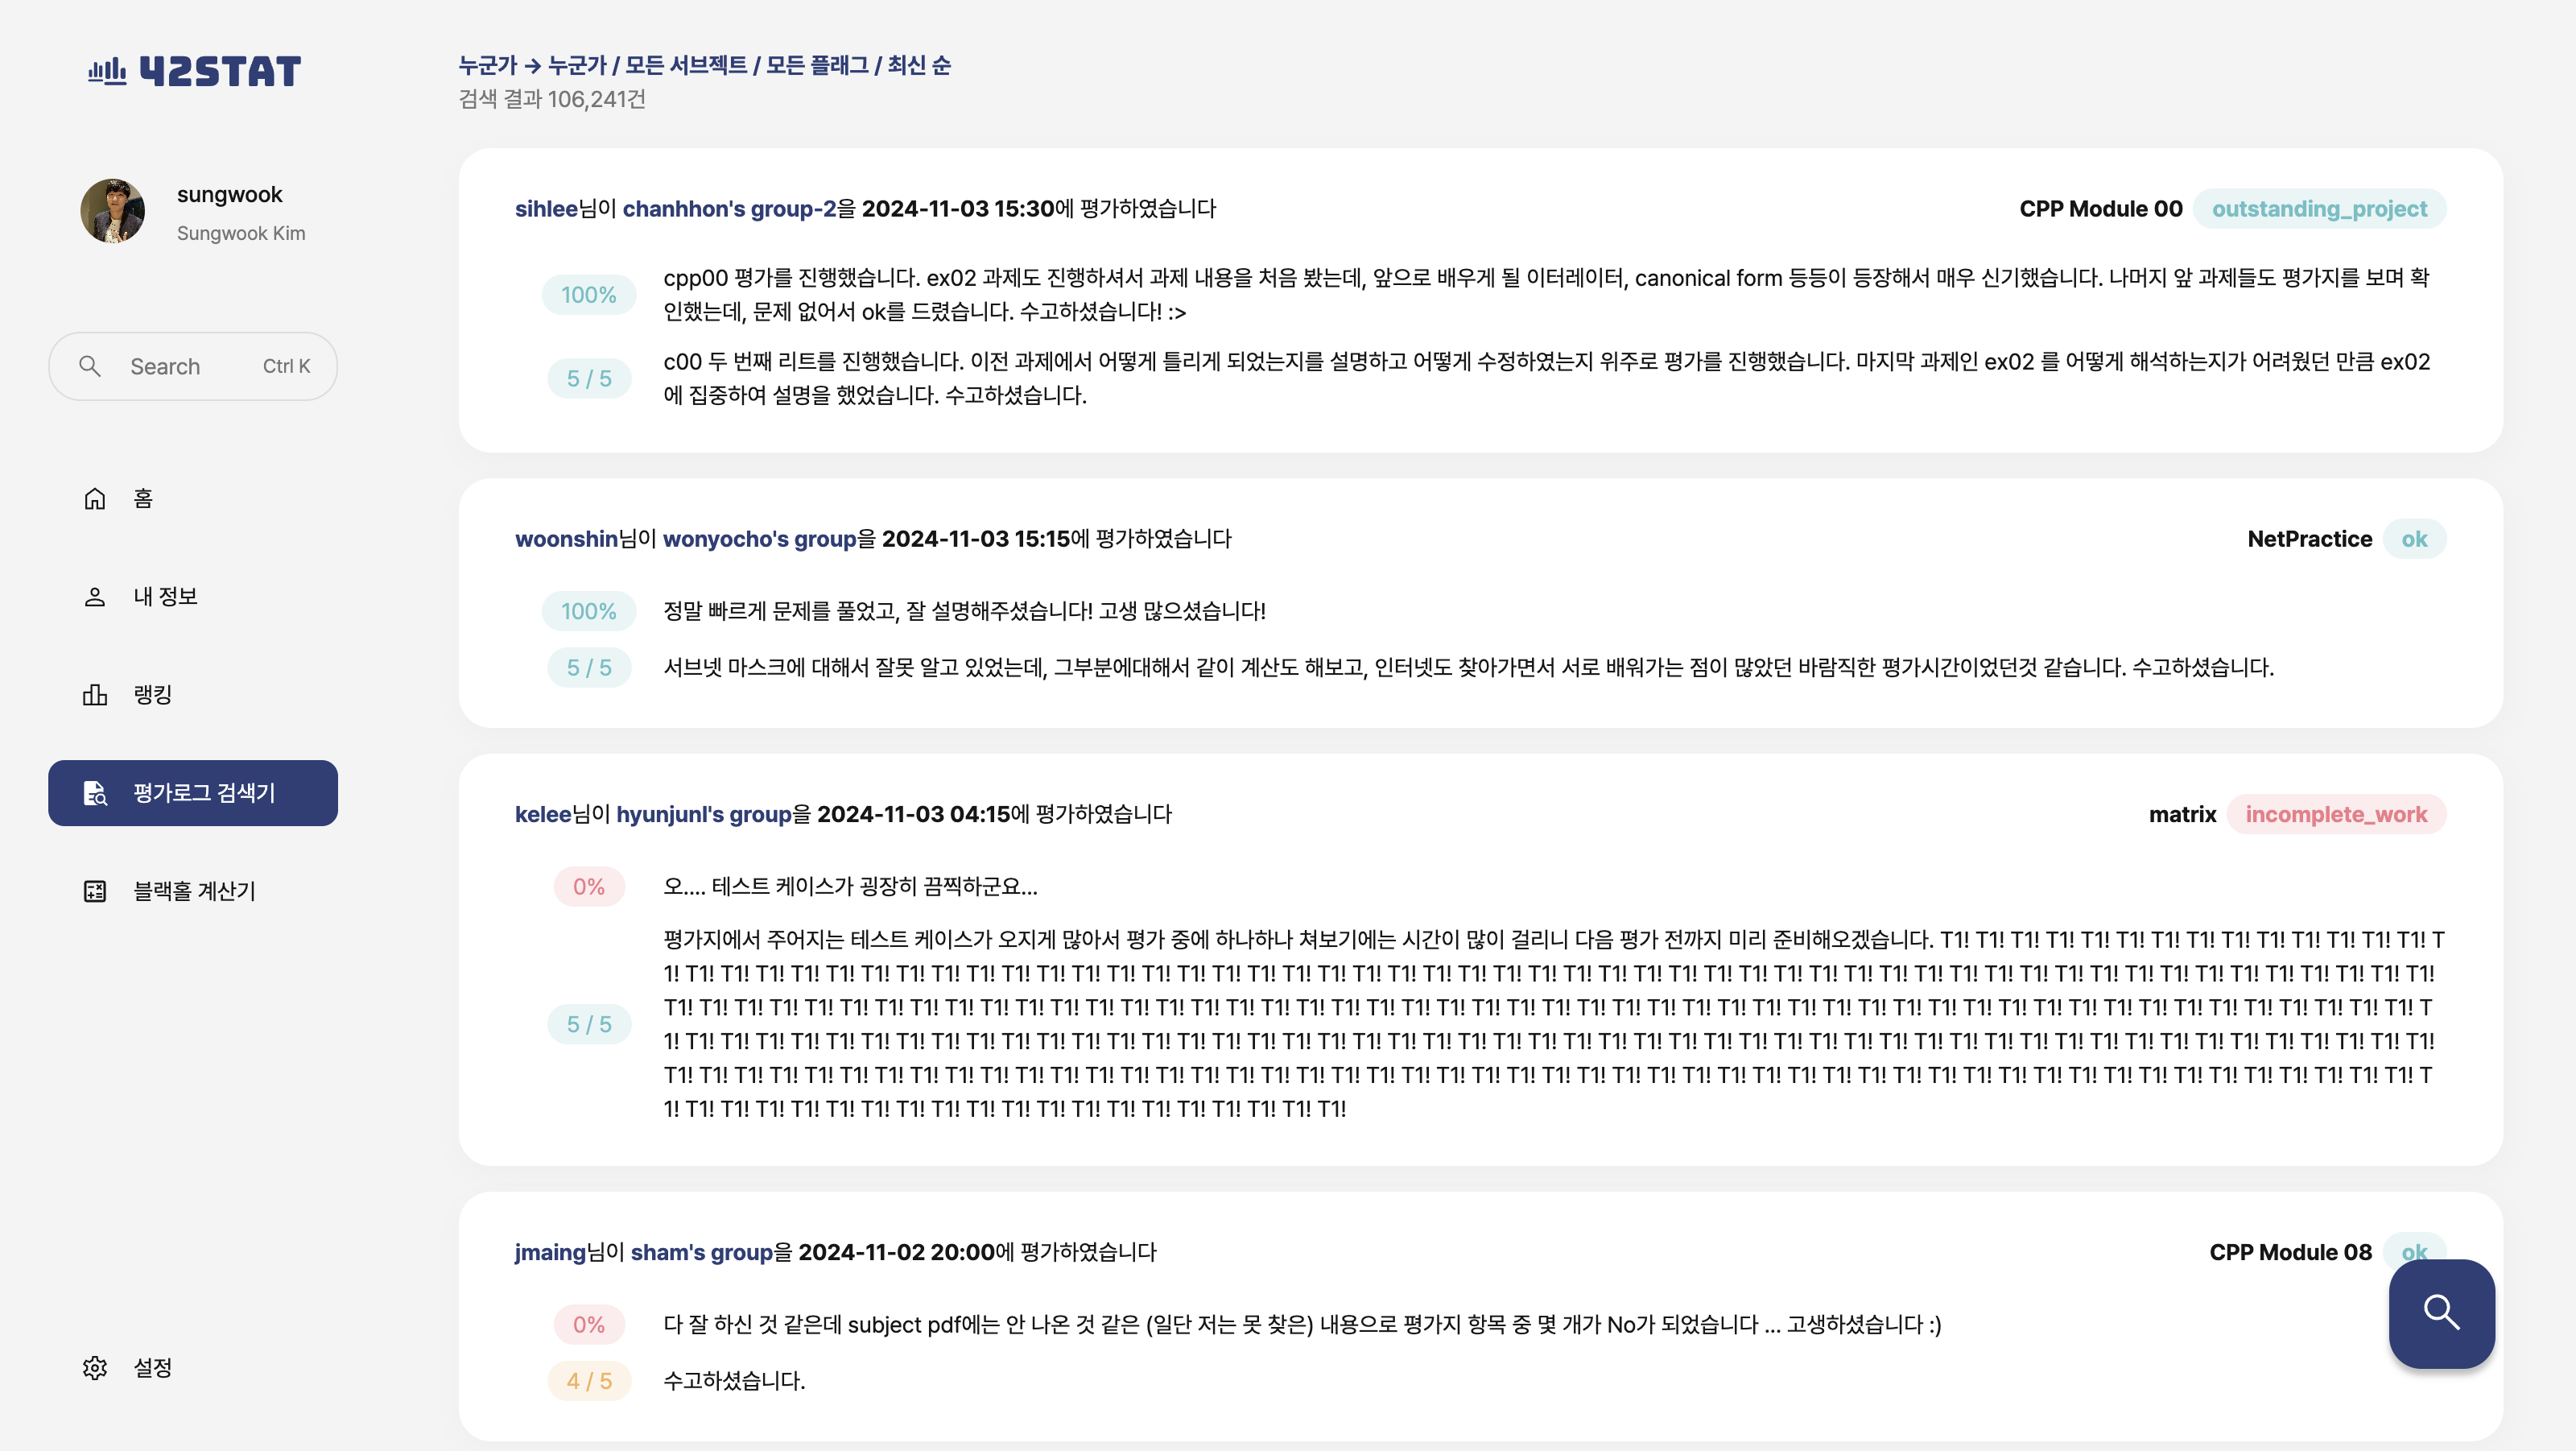 42STAT
sungwook
Sungwook Kim
Search Ctrl K
홈
내 정보
랭킹
평가로그 검색기
블랙홀 계산기
설정
누군가 → 누군가 / 모든 서브젝트 / 모든 플래그 / 최신 순
검색 결과 106,241건
sihlee님이 chanhhon's group-2을 2024-11-03 15:30에 평가하였습니다 CPP Module 00 outstanding_project
100% cpp00 평가를 진행했습니다. ex02 과제도 진행하셔서 과제 내용을 처음 봤는데, 앞으로 배우게 될 이터레이터, canonical form 등등이 등장해서 매우 신기했습니다. 나머지 앞 과제들도 평가지를 보며 확
인했는데, 문제 없어서 ok를 드렸습니다. 수고하셨습니다! :>
5 / 5 c00 두 번째 리트를 진행했습니다. 이전 과제에서 어떻게 틀리게 되었는지를 설명하고 어떻게 수정하였는지 위주로 평가를 진행했습니다. 마지막 과제인 ex02 를 어떻게 해석하는지가 어려웠던 만큼 ex02
에 집중하여 설명을 했었습니다. 수고하셨습니다.
woonshin님이 wonyocho's group을 2024-11-03 15:15에 평가하였습니다 NetPractice ok
100% 정말 빠르게 문제를 풀었고, 잘 설명해주셨습니다! 고생 많으셨습니다!
5 / 5 서브넷 마스크에 대해서 잘못 알고 있었는데, 그부분에대해서 같이 계산도 해보고, 인터넷도 찾아가면서 서로 배워가는 점이 많았던 바람직한 평가시간이었던것 같습니다. 수고하셨습니다.
kelee님이 hyunjunl's group을 2024-11-03 04:15에 평가하였습니다 matrix incomplete_work
0% 오.... 테스트 케이스가 굉장히 끔찍하군요...
평가지에서 주어지는 테스트 케이스가 오지게 많아서 평가 중에 하나하나 쳐보기에는 시간이 많이 걸리니 다음 평가 전까지 미리 준비해오겠습니다. T1! T1! T1! T1! T1! T1! T1! T1! T1! T1! T1! T1! T1! T1! T
1! T1! T1! T1! T1! T1! T1! T1! T1! T1! T1! T1! T1! T1! T1! T1! T1! T1! T1! T1! T1! T1! T1! T1! T1! T1! T1! T1! T1! T1! T1! T1! T1! T1! T1! T1! T1!
T1! T1! T1! T1! T1! T1! T1! T1! T1! T1! T1! T1! T1! T1! T1! T1! T1! T1! T1! T1! T1! T1! T1! T1! T1! T1! T1! T1! T1! T1! T1! T1! T1! T1! T1! T1! T1! T1! T1! T1! T1! T1! T1! T1! T1! T1! T1! T1! T1! T1! T
5 / 5 1! T1! T1! T1! T1! T1! T1! T1! T1! T1! T1! T1! T1! T1! T1! T1! T1! T1! T1! T1! T1! T1! T1! T1! T1! T1! T1! T1! T1! T1! T1! T1! T1! T1! T1! T1! T1! T1! T1! T1! T1! T1! T1! T1! T1! T1! T1! T1! T1! T1! T1!
T1! T1! T1! T1! T1! T1! T1! T1! T1! T1! T1! T1! T1! T1! T1! T1! T1! T1! T1! T1! T1! T1! T1! T1! T1! T1! T1! T1! T1! T1! T1! T1! T1! T1! T1! T1! T1! T1! T1! T1! T1! T1! T1! T1! T1! T1! T1! T1! T1! T1! T
1! T1! T1! T1! T1! T1! T1! T1! T1! T1! T1! T1! T1! T1! T1! T1! T1! T1! T1! T1!
jmaing님이 sham's group을 2024-11-02 20:00에 평가하였습니다 CPP Module 08 ok
0% 다 잘 하신 것 같은데 subject pdf에는 안 나온 것 같은 (일단 저는 못 찾은) 내용으로 평가지 항목 중 몇 개가 No가 되었습니다 ... 고생하셨습니다 :)
4 / 5 수고하셨습니다.